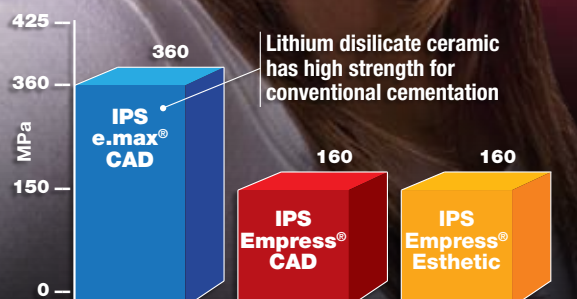 425
360
Lithium disilicate ceramic
has high strength for
conventional cementation
360
IPS
e.max®
CAD
MPa
160
160
150
IPS
Empress®
CAD
IPS
Empress®
Esthetic
0